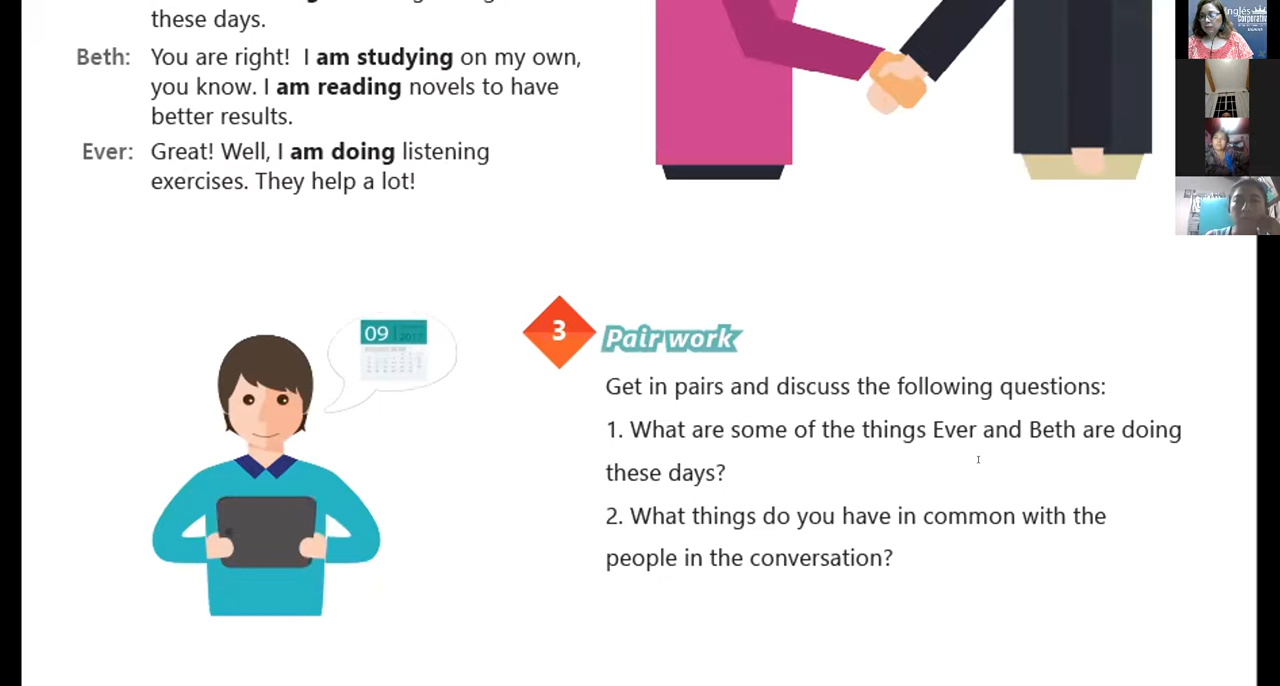 these days.
Beth: You are right! I am studying on my own,
you know. I am reading novels to have
better results.
Ever: Great! Well, I am doing listening
exercises. They help a lot!
09
3 Pair work
Get in pairs and discuss the following questions:
1. What are some of the things Ever and Beth are doing
these days?
2. What things do you have in common with the
people in the conversation?
Inglés
Corporativo